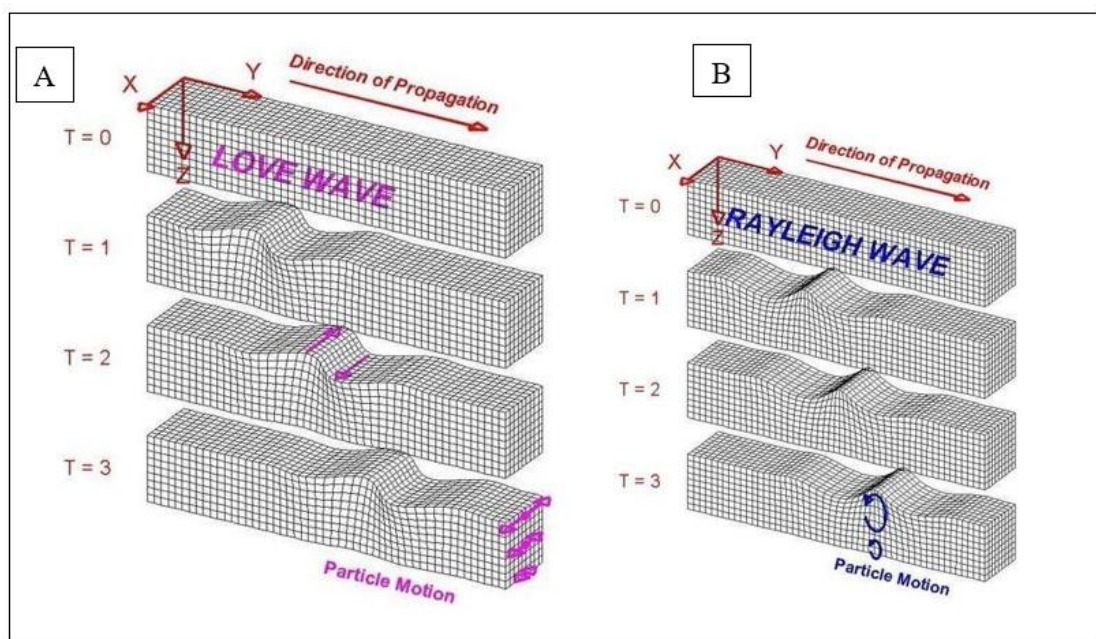 A
X
Y
Direction of Propagation
T = 0
LOVE WAVE
Z
T = 1
T = 2
T = 3
Particle Motion
B
X
Y
Direction of Propagation
T = 0
RAYLEIGH WAVE
Z
T = 1
T = 2
T = 3
Particle Motion